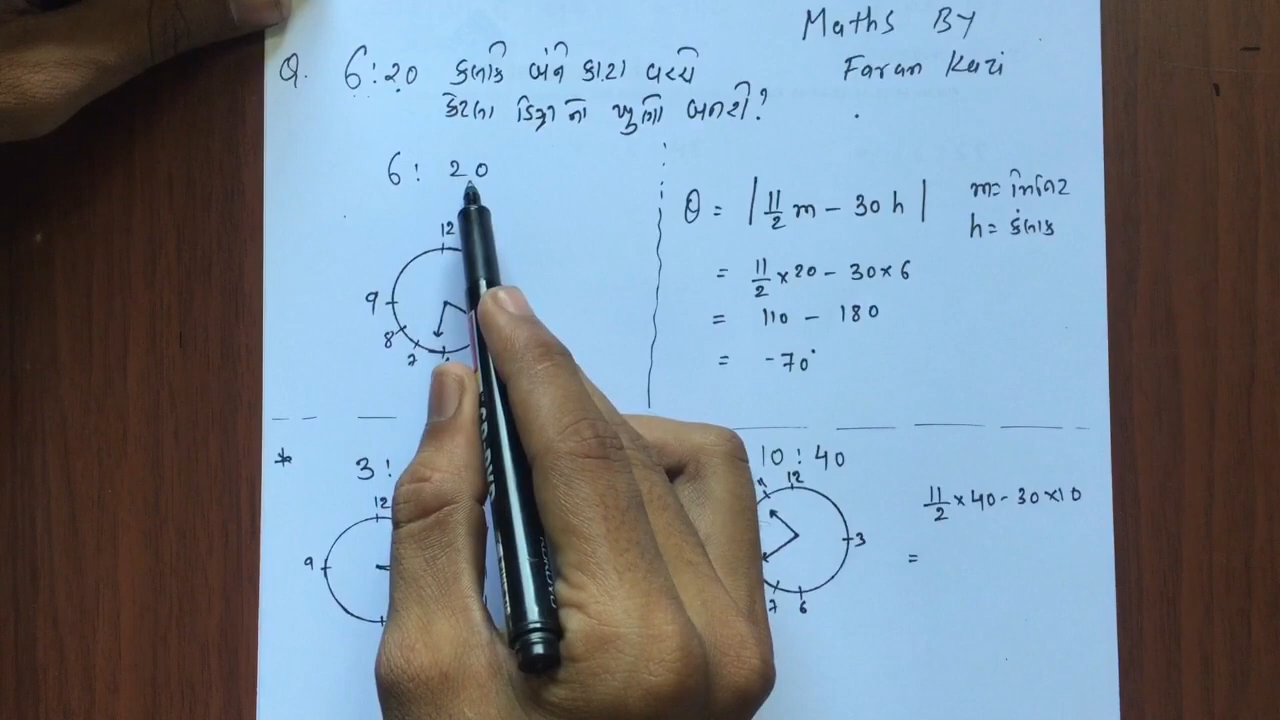 Maths By
Faran Kazi
Q. 6:20 કલાકે બંને કાટા વચ્ચે
કેટલા ડિગ્રી નો ખૂણો બનશે?
6: 20
12
9
8
7
θ = |11/2 m - 30 h|
m= મિનિટ
h= કલાક
= 11/2 × 20 - 30 × 6
= 110 - 180
= -70°
* 3:
12
9
10:40
12
11
3
7
6
11/2 × 40 - 30 × 10
=